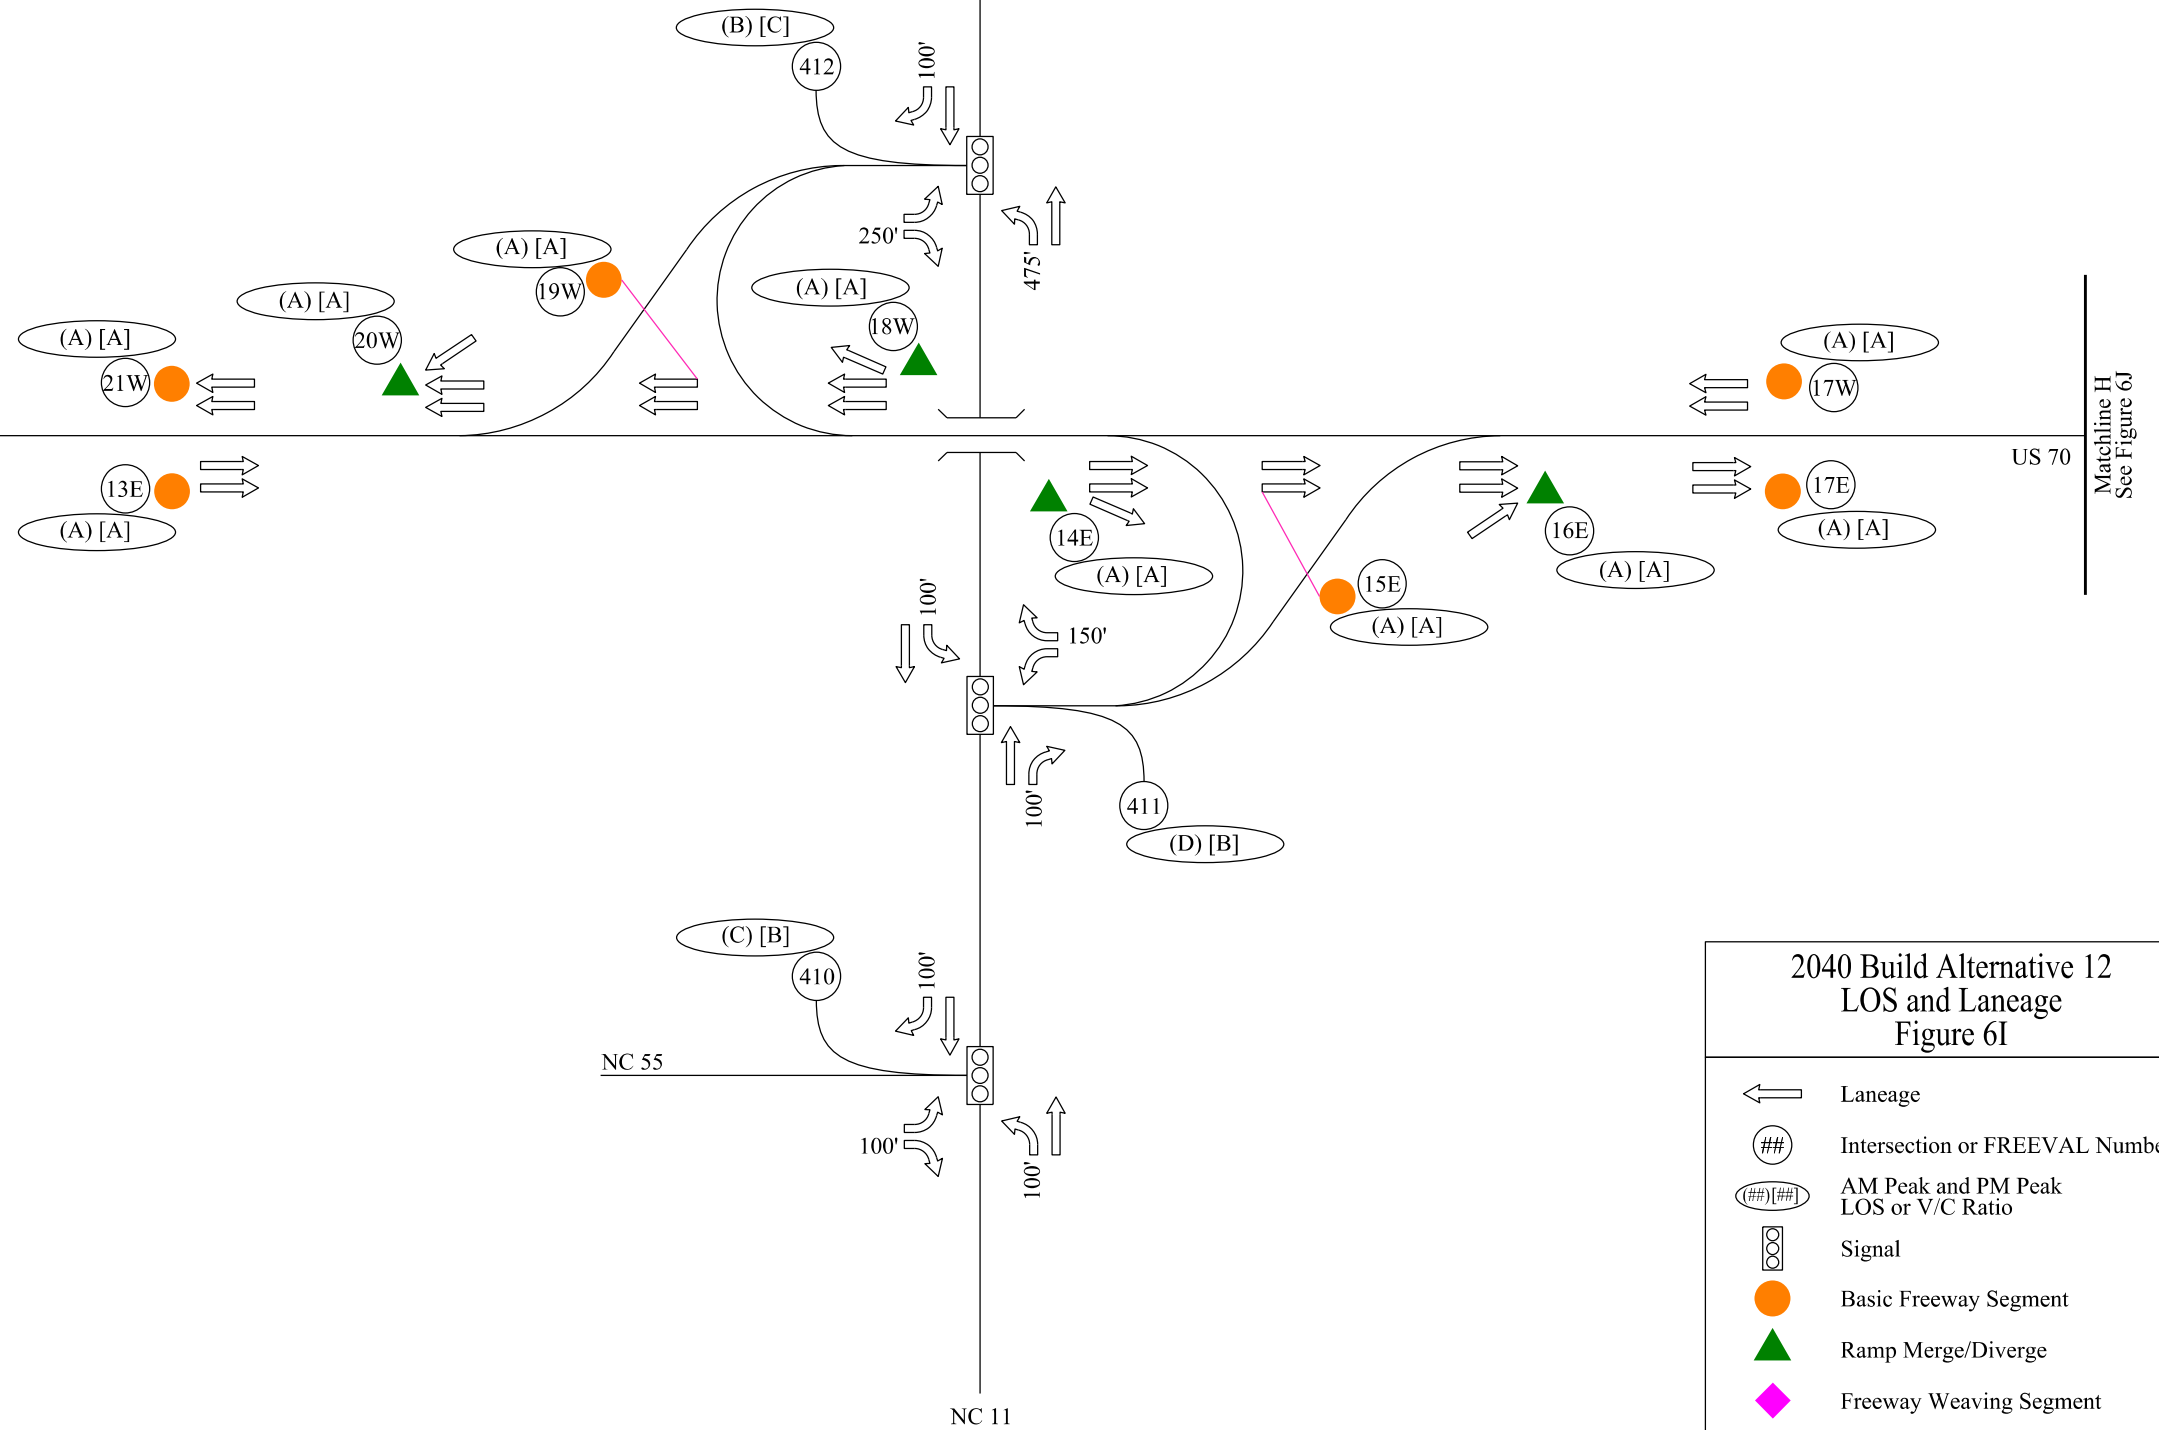 (B) [C]
412
100'
250'
475'
(A) [A]
19W
(A) [A]
18W
(A) [A]
20W
(A) [A]
21W
(A) [A]
17W
Matchline H
See Figure 6J
US 70
13E
(A) [A]
14E
(A) [A]
15E
(A) [A]
16E
(A) [A]
17E
(A) [A]
100'
150'
100'
411
(D) [B]
(C) [B]
410
100'
NC 55
100'
100'
NC 11
2040 Build Alternative 12
LOS and Laneage
Figure 6I
Laneage
##
Intersection or FREEVAL Numbe
(##)[##]
AM Peak and PM Peak
LOS or V/C Ratio
Signal
Basic Freeway Segment
Ramp Merge/Diverge
Freeway Weaving Segment